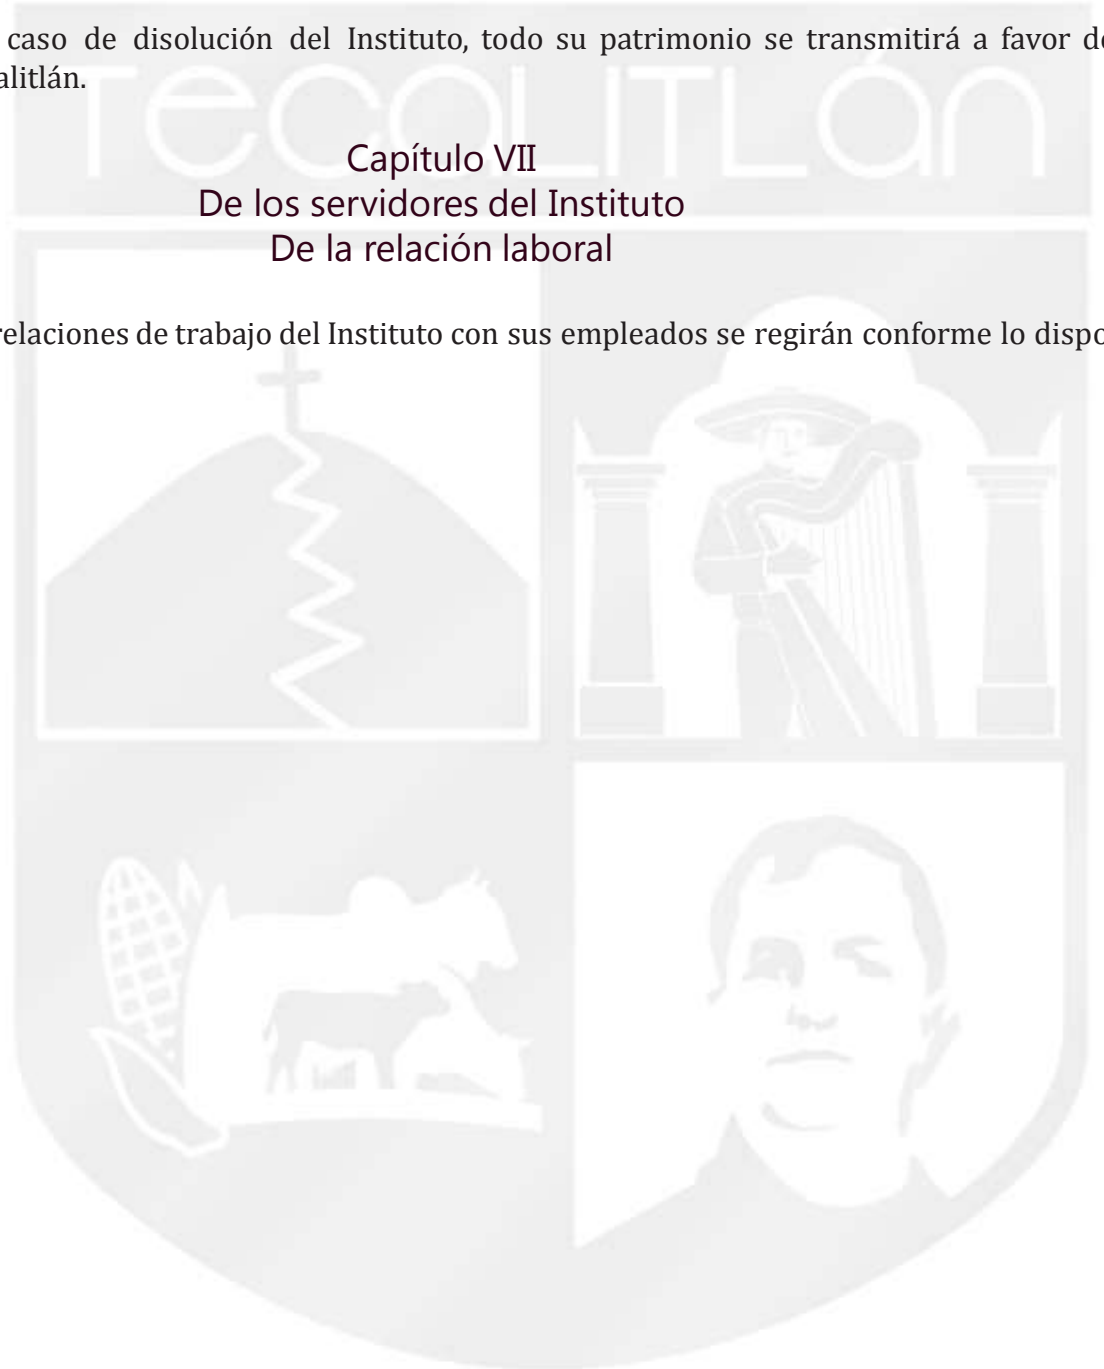 caso de disolución del Instituto, todo su patrimonio se transmitirá a favor
alitlán.
TecaLITLán
Capítulo VII
De los servidores del Instituto
De la relación laboral
relaciones de trabajo del Instituto con sus empleados se regirán conforme lo dispo